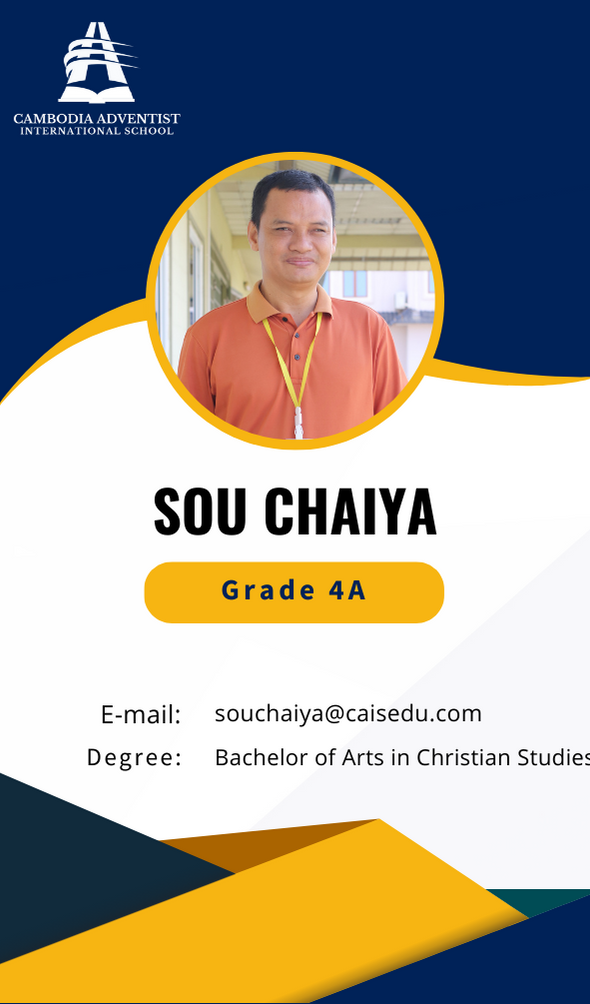 CAMBODIA ADVENTIST
INTERNATIONAL SCHOOL
SOU CHAIYA
Grade 4A
E-mail: souchaiya@caisedu.com
Degree: Bachelor of Arts in Christian Studies